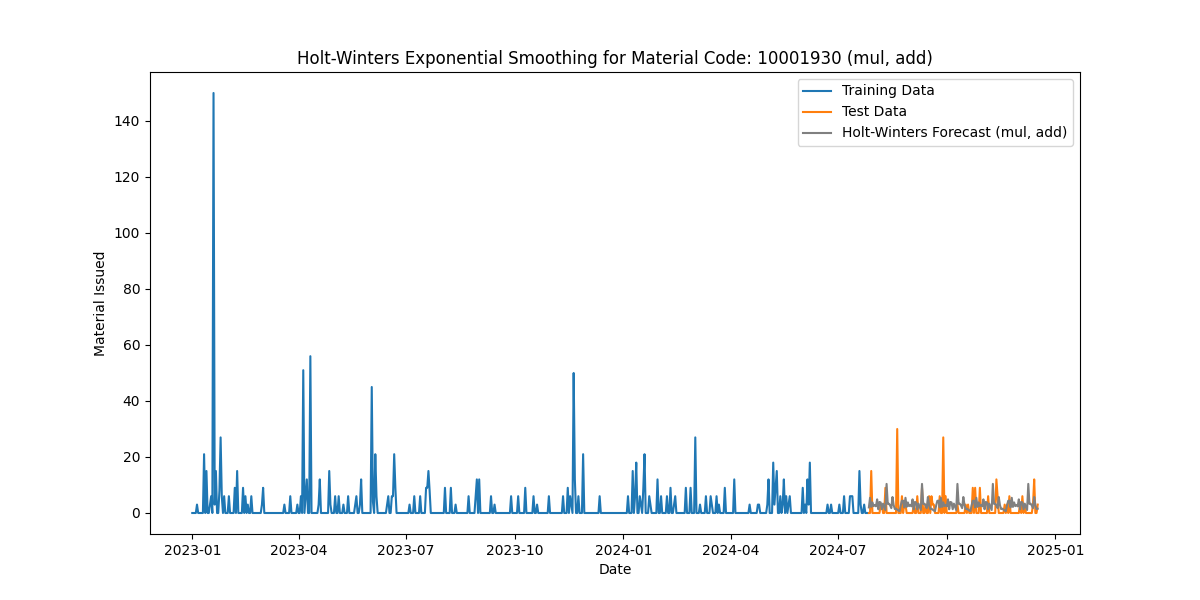 Holt-Winters Exponential Smoothing for Material Code: 10001930 (mul, add)
Training Data
Test Data
Holt-Winters Forecast (mul, add)
Material Issued
140
120
100
80
60
40
20
0
2023-01 2023-04 2023-07 2023-10 2024-01 2024-04 2024-07 2024-10 2025-01
Date